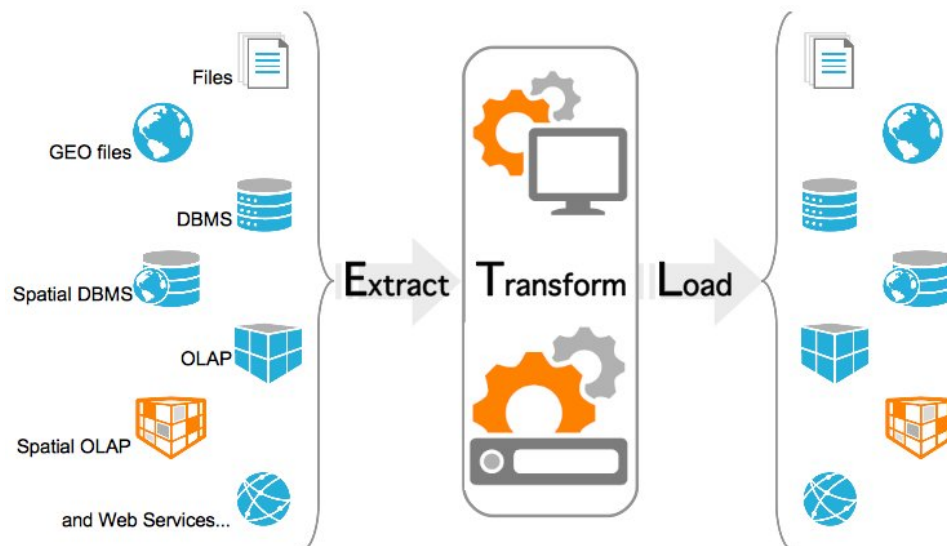 Files
GEO files
DBMS
Spatial DBMS
OLAP
Spatial OLAP
and Web Services...
Extract
Transform
Load